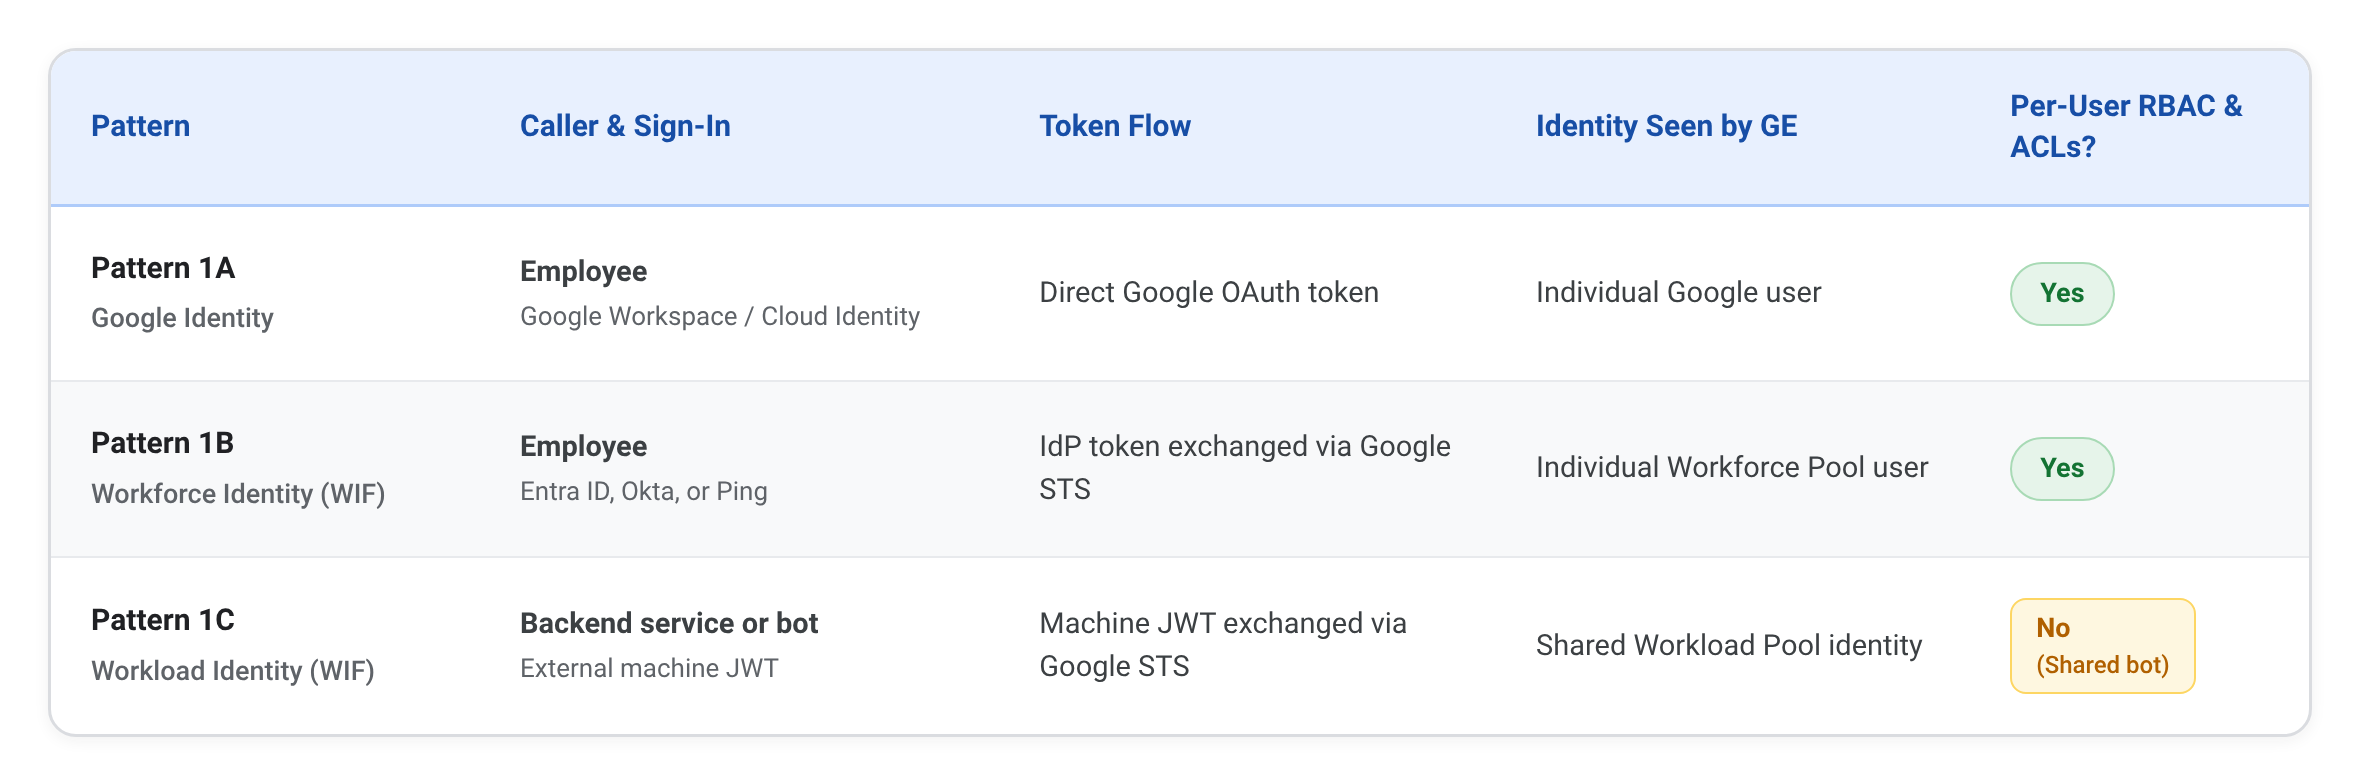 Pattern
Caller & Sign-In
Token Flow
Identity Seen by GE
Per-User RBAC &
ACLs?
Pattern 1A
Google Identity
Employee
Google Workspace / Cloud Identity
Direct Google OAuth token
Individual Google user
Yes
Pattern 1B
Workforce Identity (WIF)
Employee
Entra ID, Okta, or Ping
IdP token exchanged via Google
STS
Individual Workforce Pool user
Yes
Pattern 1C
Workload Identity (WIF)
Backend service or bot
External machine JWT
Machine JWT exchanged via
Google STS
Shared Workload Pool identity
No
(Shared bot)